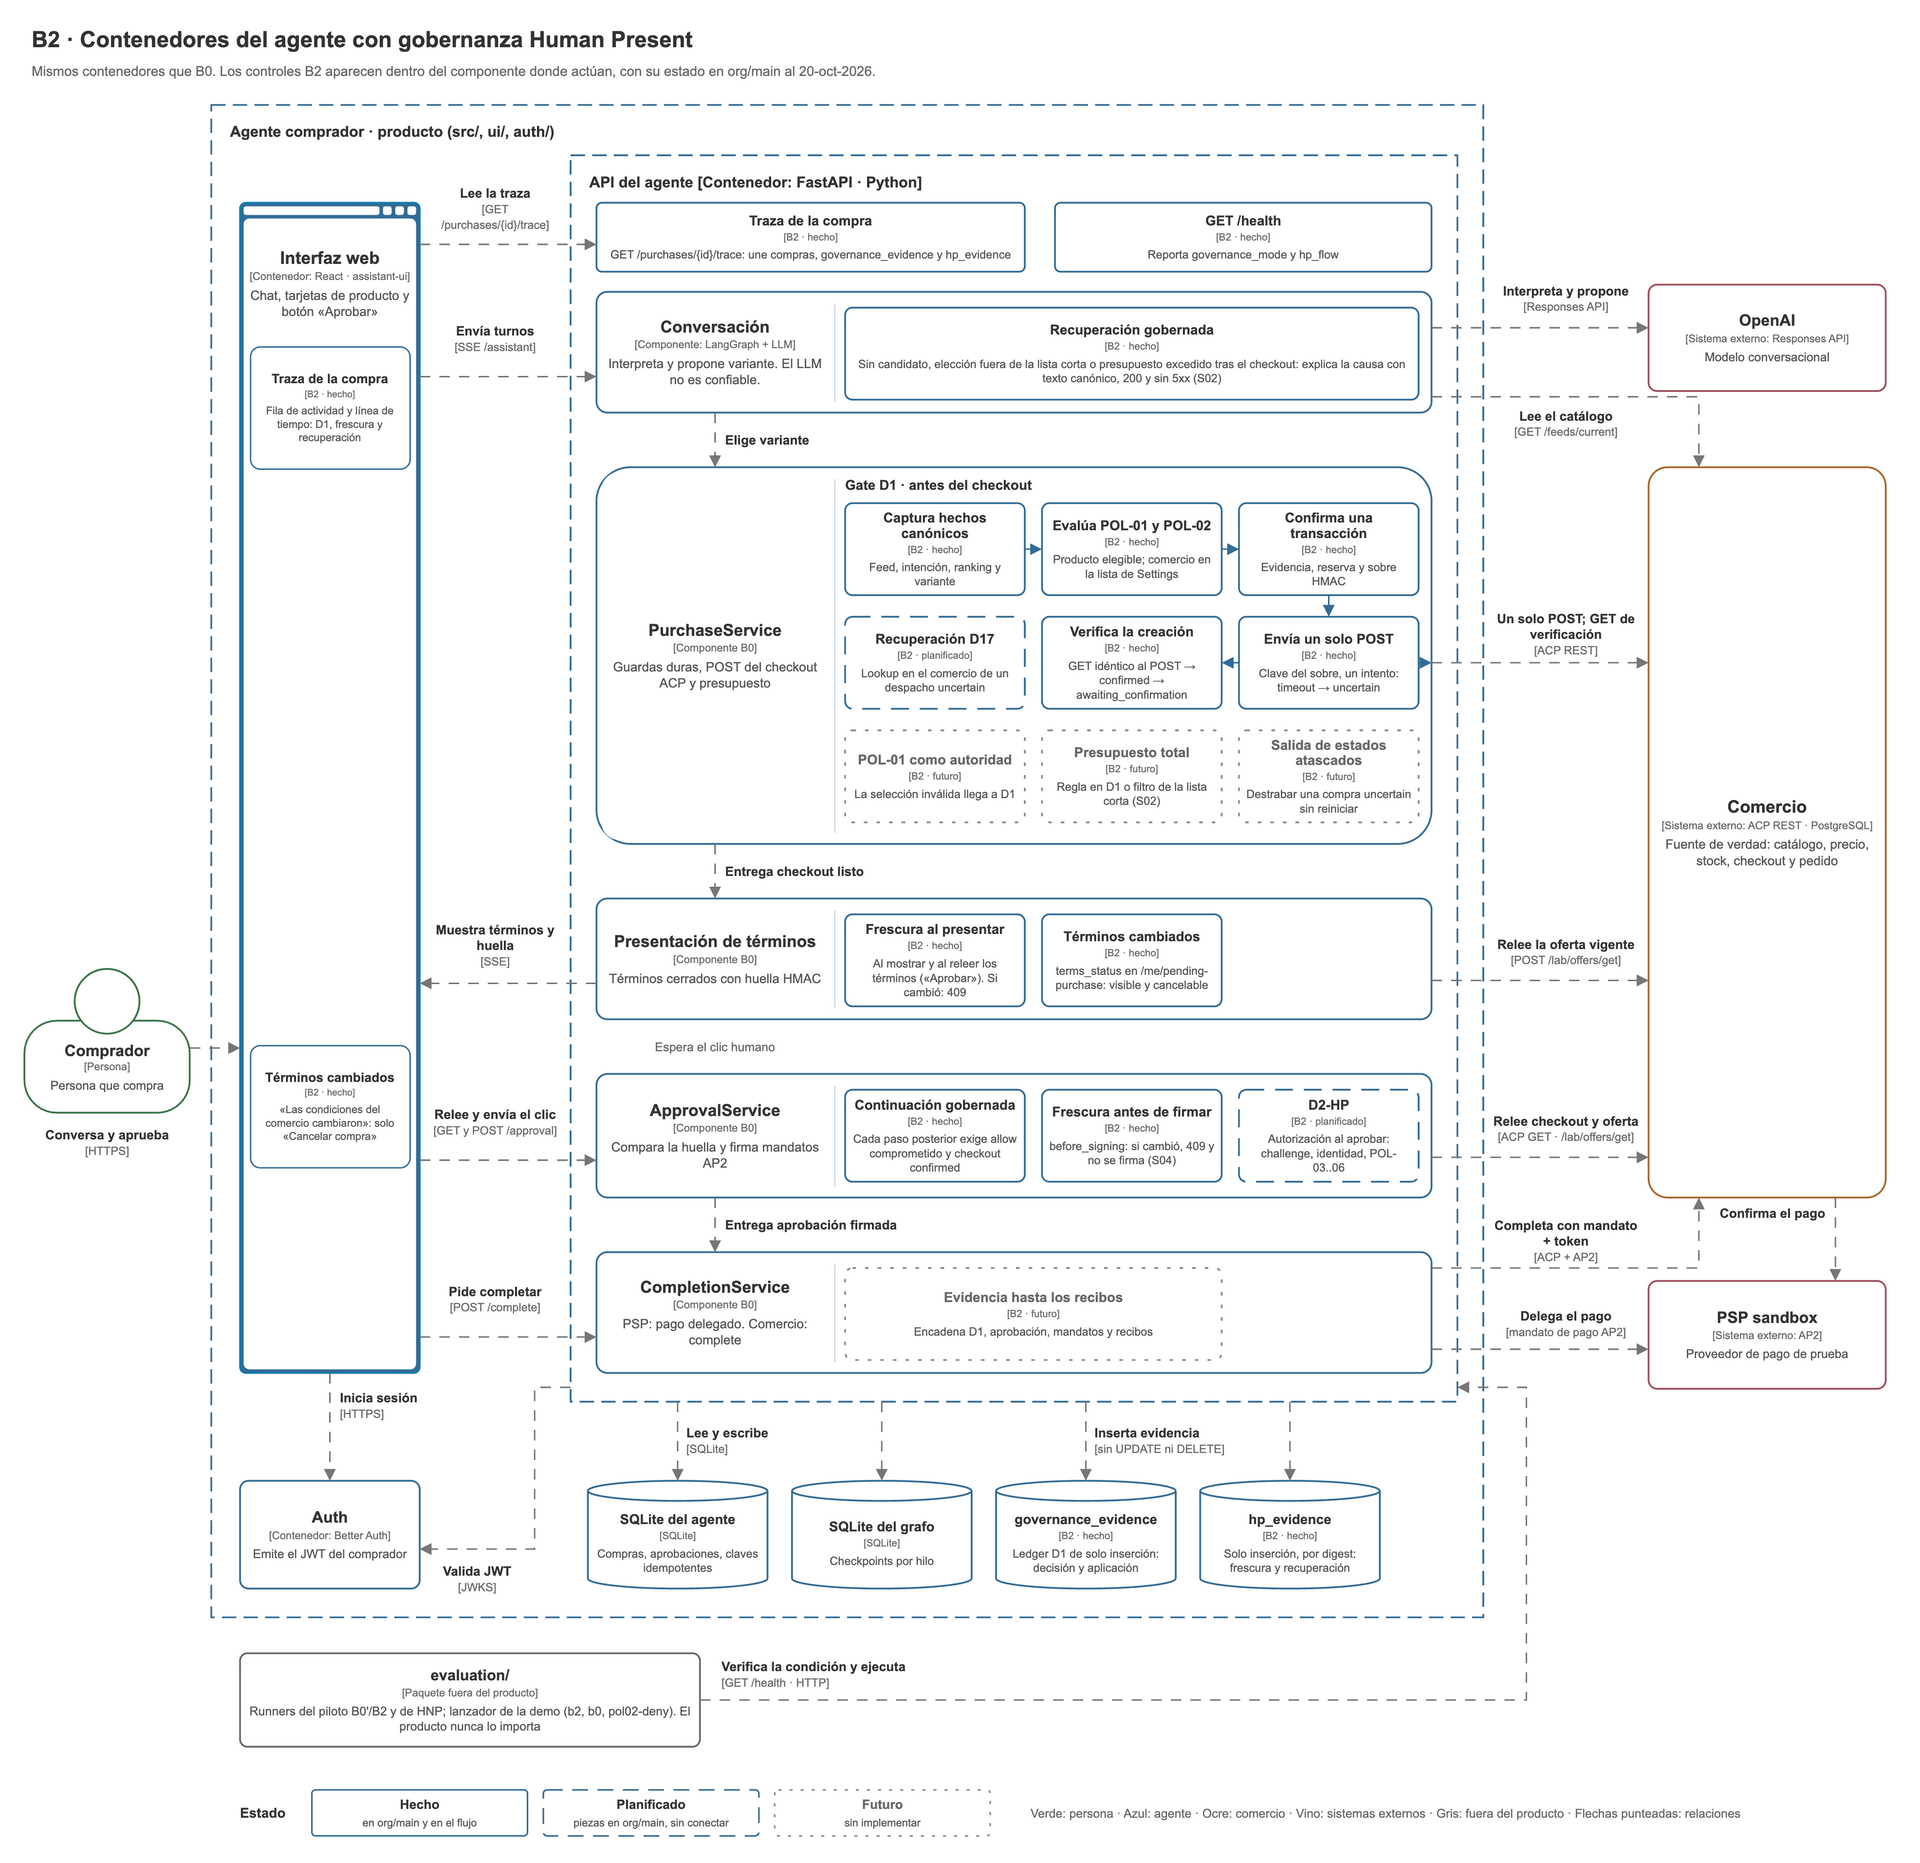 B2 · Contenedores del agente con gobernanza Human Present
Mismos contenedores que B0. Los controles B2 aparecen dentro del componente donde actúan, con su estado en org/main al 20-oct-2026.
Agente comprador · producto (src/, ui/, auth/)
API del agente [Contenedor: FastAPI · Python]
Lee la traza
[GET
/purchases/{id}/trace]
Traza de la compra
[B2 · hecho]
GET /purchases/{id}/trace: une compras, governance_evidence y hp_evidence
GET /health
[B2 · hecho]
Reporta governance_mode y hp_flow
Interfaz web
[Contenedor: React · assistant-ui]
Chat, tarjetas de producto y
botón «Aprobar»
Traza de la compra
[B2 · hecho]
Fila de actividad y línea de
tiempo: D1, frescura y
recuperación
Envía turnos
[SSE /assistant]
Conversación
[Componente: LangGraph + LLM]
Interpreta y propone variante. El LLM
no es confiable.
Recuperación gobernada
[B2 · hecho]
Sin candidato, elección fuera de la lista corta o presupuesto excedido tras el checkout: explica la causa con
texto canónico, 200 y sin 5xx (S02)
Interpreta y propone
[Responses API]
OpenAI
[Sistema externo: Responses API]
Modelo conversacional
Lee el catálogo
[GET /feeds/current]
Elige variante
PurchaseService
[Componente B0]
Guardas duras, POST del checkout
ACP y presupuesto
Gate D1 · antes del checkout
Captura hechos
canónicos
[B2 · hecho]
Feed, intención, ranking y
variante
Evalúa POL-01 y POL-02
[B2 · hecho]
Producto elegible; comercio en
la lista de Settings
Confirma una
transacción
[B2 · hecho]
Evidencia, reserva y sobre
HMAC
Recuperación D17
[B2 · planificado]
Lookup en el comercio de un
despacho uncertain
Verifica la creación
[B2 · hecho]
GET idéntico al POST →
confirmed →
awaiting_confirmation
Envía un solo POST
[B2 · hecho]
Clave del sobre, un intento:
timeout → uncertain
POL-01 como autoridad
[B2 · futuro]
La selección inválida llega a D1
Presupuesto total
[B2 · futuro]
Regla en D1 o filtro de la lista
corta (S02)
Salida de estados
atascados
[B2 · futuro]
Destrabar una compra uncertain
sin reiniciar
Un solo POST; GET de
verificación
[ACP REST]
Comercio
[Sistema externo: ACP REST · PostgreSQL]
Fuente de verdad: catálogo, precio,
stock, checkout y pedido
Entrega checkout listo
Muestra términos y
huella
[SSE]
Presentación de términos
[Componente B0]
Términos cerrados con huella HMAC
Frescura al presentar
[B2 · hecho]
Al mostrar y al releer los
términos («Aprobar»). Si
cambió: 409
Términos cambiados
[B2 · hecho]
terms_status en /me/pending-
purchase: visible y cancelable
Relee la oferta vigente
[POST /lab/offers/get]
Espera el clic humano
Comprador
[Persona]
Persona que compra
Conversa y aprueba
[HTTPS]
Términos cambiados
[B2 · hecho]
«Las condiciones del
comercio cambiaron»: solo
«Cancelar compra»
Relee y envía el clic
[GET y POST /approval]
ApprovalService
[Componente B0]
Compara la huella y firma mandatos
AP2
Continuación gobernada
[B2 · hecho]
Cada paso posterior exige allow
comprometido y checkout
confirmed
Frescura antes de firmar
[B2 · hecho]
before_signing: si cambió, 409 y
no se firma (S04)
D2-HP
[B2 · planificado]
Autorización al aprobar:
challenge, identidad, POL-
03..06
Relee checkout y oferta
[ACP GET · /lab/offers/get]
Entrega aprobación firmada
Confirma el pago
Completa con mandato
+ token
[ACP + AP2]
Pide completar
[POST /complete]
CompletionService
[Componente B0]
PSP: pago delegado. Comercio:
complete
Evidencia hasta los recibos
[B2 · futuro]
Encadena D1, aprobación, mandatos y recibos
Delega el pago
[mandato de pago AP2]
PSP sandbox
[Sistema externo: AP2]
Proveedor de pago de prueba
Inicia sesión
[HTTPS]
Lee y escribe
[SQLite]
Inserta evidencia
[sin UPDATE ni DELETE]
Auth
[Contenedor: Better Auth]
Emite el JWT del comprador
Valida JWT
[JWKS]
SQLite del agente
[SQLite]
Compras, aprobaciones, claves
idempotentes
SQLite del grafo
[SQLite]
Checkpoints por hilo
governance_evidence
[B2 · hecho]
Ledger D1 de solo inserción:
decisión y aplicación
hp_evidence
[B2 · hecho]
Solo inserción, por digest:
frescura y recuperación
evaluation/
[Paquete fuera del producto]
Runners del piloto B0'/B2 y de HNP; lanzador de la demo (b2, b0, pol02-deny). El
producto nunca lo importa
Verifica la condición y ejecuta
[GET /health · HTTP]
Estado
Hecho
en org/main y en el flujo
Planificado
piezas en org/main, sin conectar
Futuro
sin implementar
Verde: persona · Azul: agente · Ocre: comercio · Vino: sistemas externos · Gris: fuera del producto · Flechas punteadas: relaciones